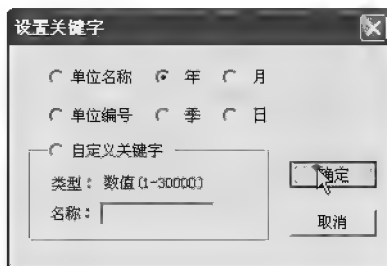 设置关键字
单位名称 年 月
单位编号 季 日
自定义关键字
类型：数值(1-30000)
名称：
确定
取消